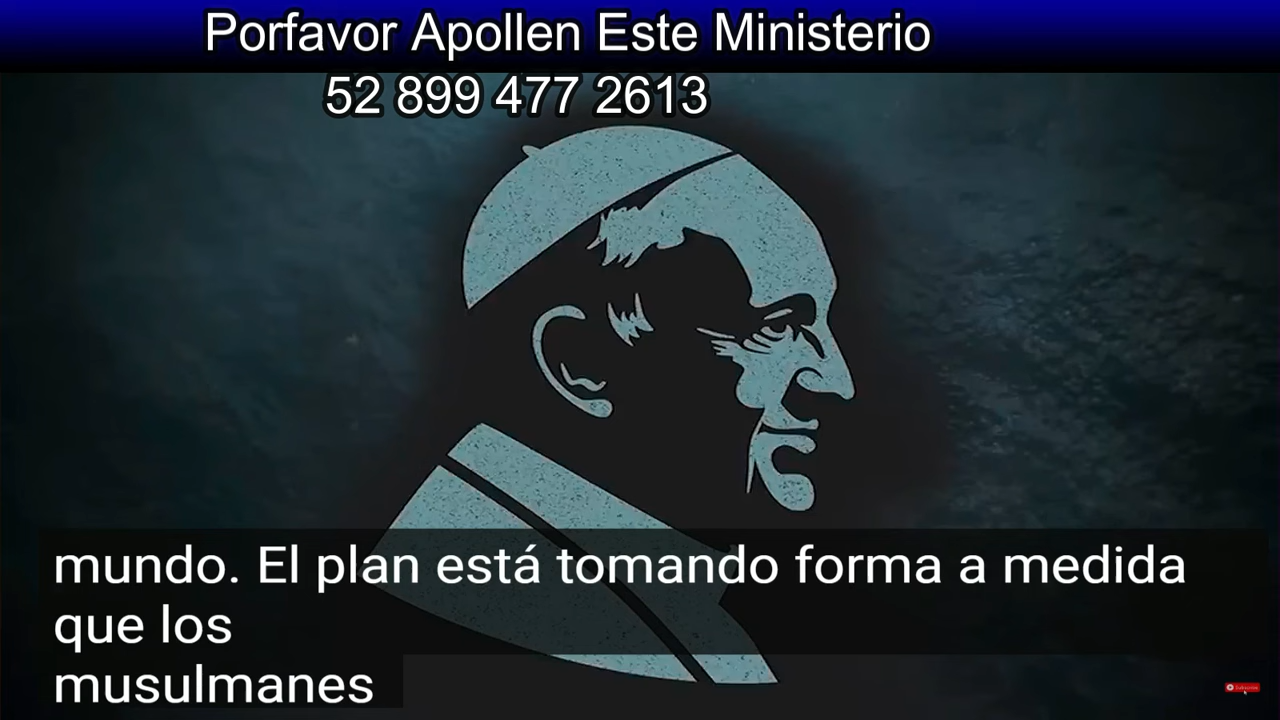 Porfavor Apollen Este Ministerio
52 899 477 2613
mundo. El plan está tomando forma a medida
que los
musulmanes